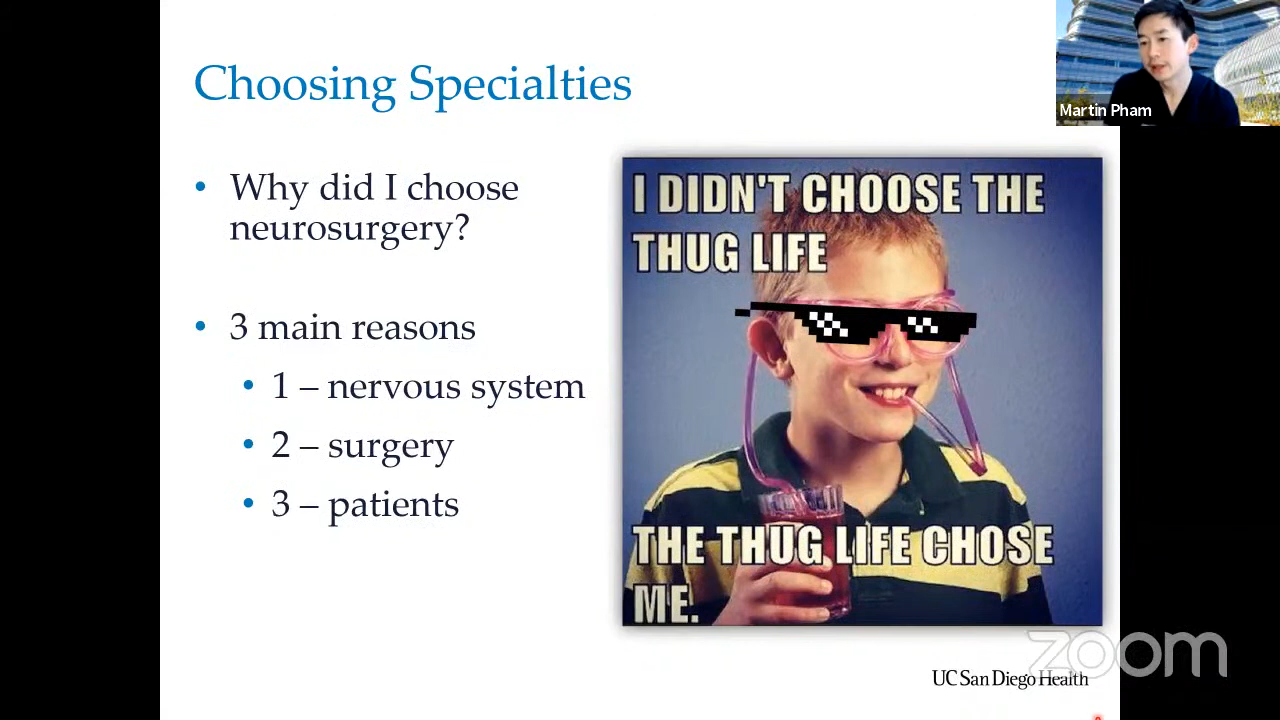 Choosing Specialties
Martin Pham
• Why did I choose
neurosurgery?
• 3 main reasons
• 1 – nervous system
• 2 – surgery
• 3 – patients
I DIDN'T CHOOSE THE
THUG LIFE
THE THUG LIFE CHOSE
ME.
zoom
UC San Diego Health